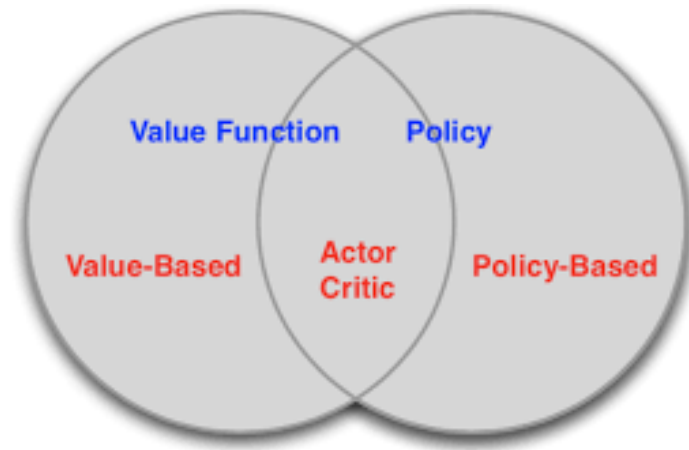 Value Function
Policy
Value-Based
Actor
Critic
Policy-Based